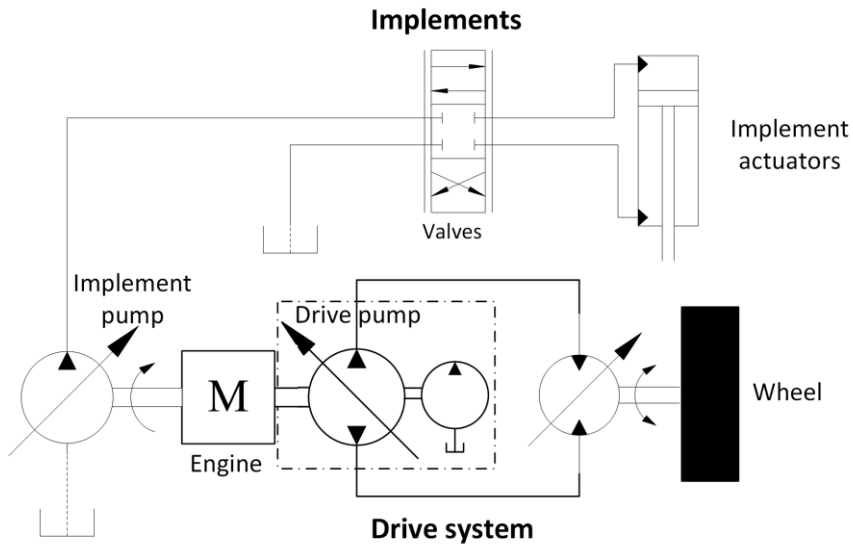 Implements
Implement
actuators
Valves
Implement
pump
Drive pump
M
Wheel
Engine
Drive system